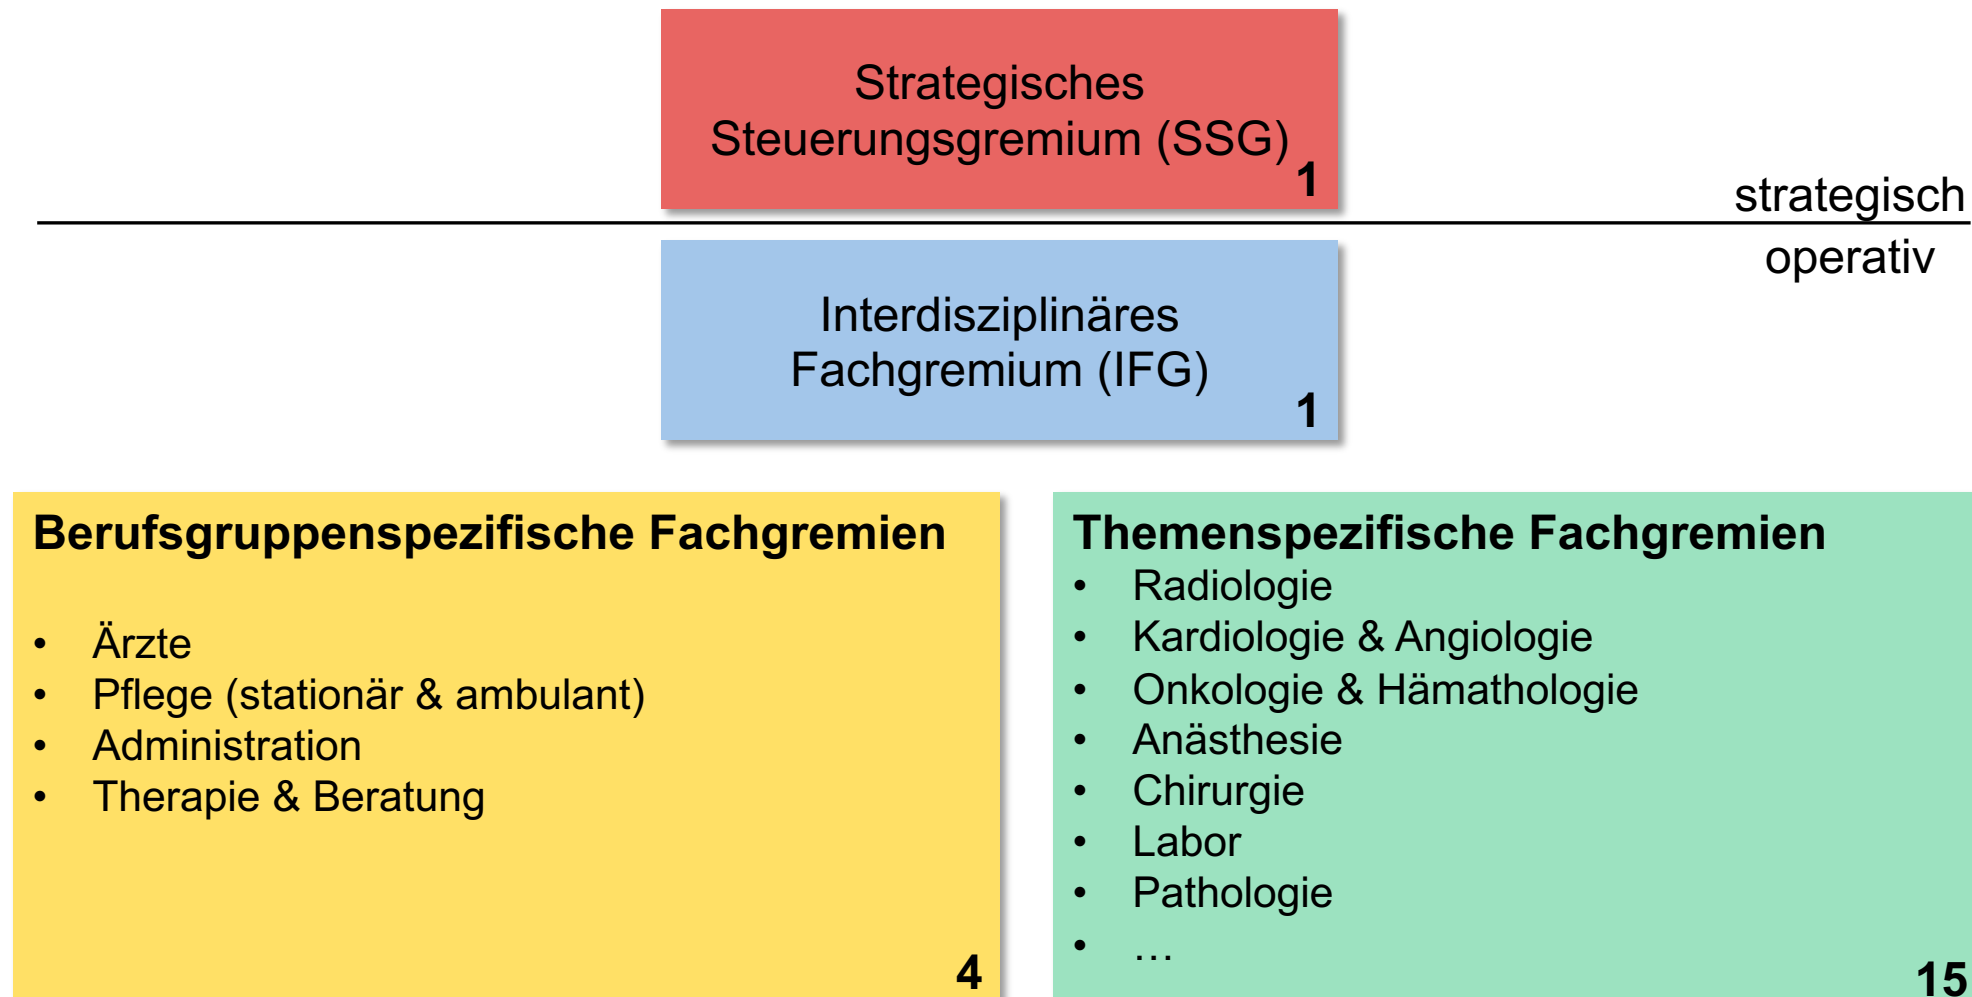 Strategisches
Steuerungsgremium (SSG)
1
strategisch
operativ
Interdisziplinäres
Fachgremium (IFG)
1
Berufsgruppenspezifische Fachgremien
• Ärzte
• Pflege (stationär & ambulant)
• Administration
• Therapie & Beratung
4
Themenspezifische Fachgremien
• Radiologie
• Kardiologie & Angiologie
• Onkologie & Hämathologie
• Anästhesie
• Chirurgie
• Labor
• Pathologie
• …
15